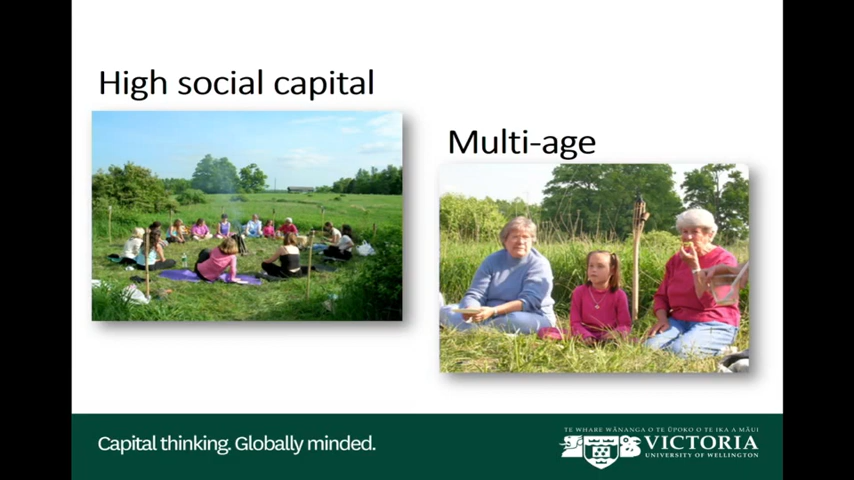 High social capital
Multi-age
Capital thinking. Globally minded.
TE WHARE WĀNANGA O TE ŪPOKO O TE IKA A MĀUI
VICTORIA
UNIVERSITY OF WELLINGTON